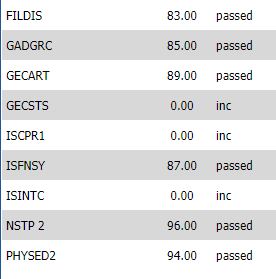 FILDIS 83.00 passed
GADGRC 85.00 passed
GECART 89.00 passed
GECSTS 0.00 inc
ISCPR1 0.00 inc
ISFNSY 87.00 passed
ISINTC 0.00 inc
NSTP 2 96.00 passed
PHYSED2 94.00 passed